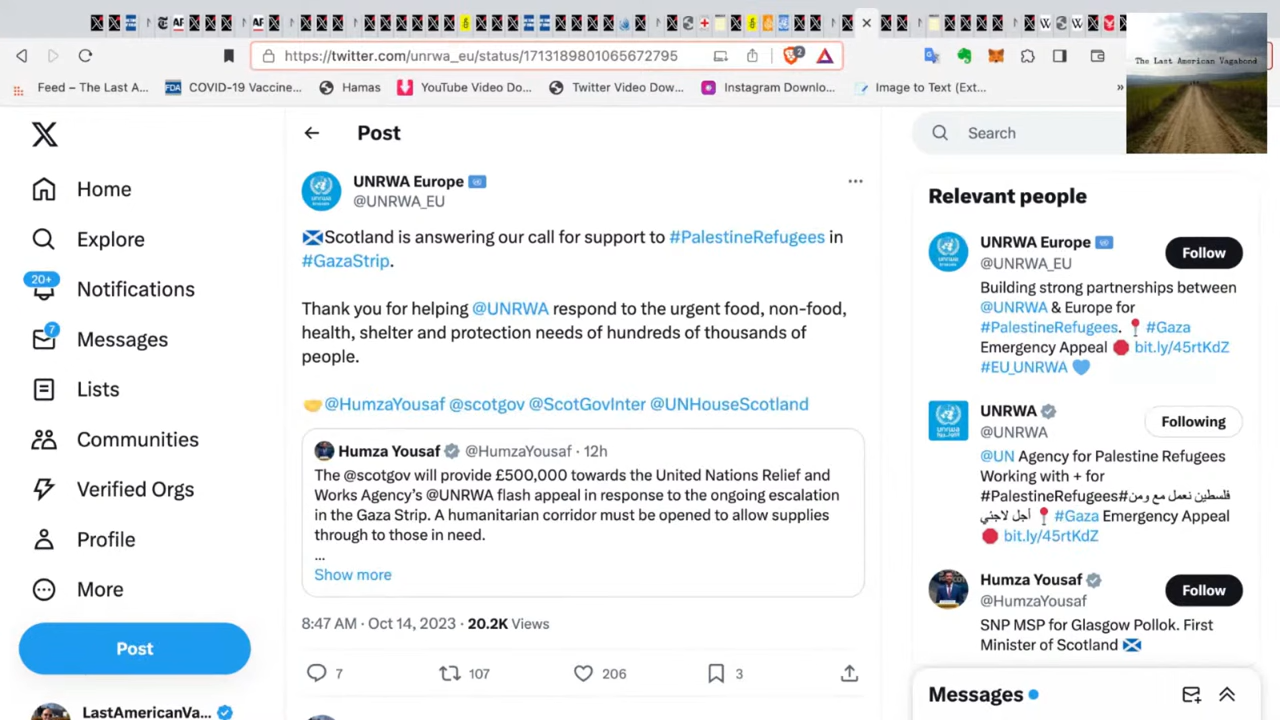 https://twitter.com/unrwa_eu/status/1713189801065672795
2
The Last American Vagabond
Feed – The Last A...
FDA
COVID-19 Vaccine...
Hamas
YouTube Video Do...
Twitter Video Dow...
Instagram Downlo...
Image to Text (Ext...
»
Post
Search
Home
Explore
20+
Notifications
7
Messages
Lists
Communities
Verified Orgs
Profile
More
Post
LastAmericanVa...
UNRWA Europe
@UNRWA_EU
Scotland is answering our call for support to #PalestineRefugees in
#GazaStrip.
Thank you for helping @UNRWA respond to the urgent food, non-food,
health, shelter and protection needs of hundreds of thousands of
people.
🤝@HumzaYousaf @scotgov @ScotGovInter @UNHouseScotland
Humza Yousaf @HumzaYousaf · 12h
The @scotgov will provide £500,000 towards the United Nations Relief and
Works Agency's @UNRWA flash appeal in response to the ongoing escalation
in the Gaza Strip. A humanitarian corridor must be opened to allow supplies
through to those in need.
...
Show more
8:47 AM · Oct 14, 2023 · 20.2K Views
7
107
206
3
Relevant people
UNRWA Europe
@UNRWA_EU
Follow
Building strong partnerships between
@UNRWA & Europe for
#PalestineRefugees. 📍 #Gaza
Emergency Appeal 🛑 bit.ly/45rtKdZ
#EU_UNRWA 💙
UNRWA
@UNRWA
Following
@UN Agency for Palestine Refugees
Working with + for
#PalestineRefugees#فلسطين نعمل مع ومن
أجل لاجئي 📍 #Gaza Emergency Appeal
🛑 bit.ly/45rtKdZ
Humza Yousaf
@HumzaYousaf
Follow
SNP MSP for Glasgow Pollok. First
Minister of Scotland
Messages